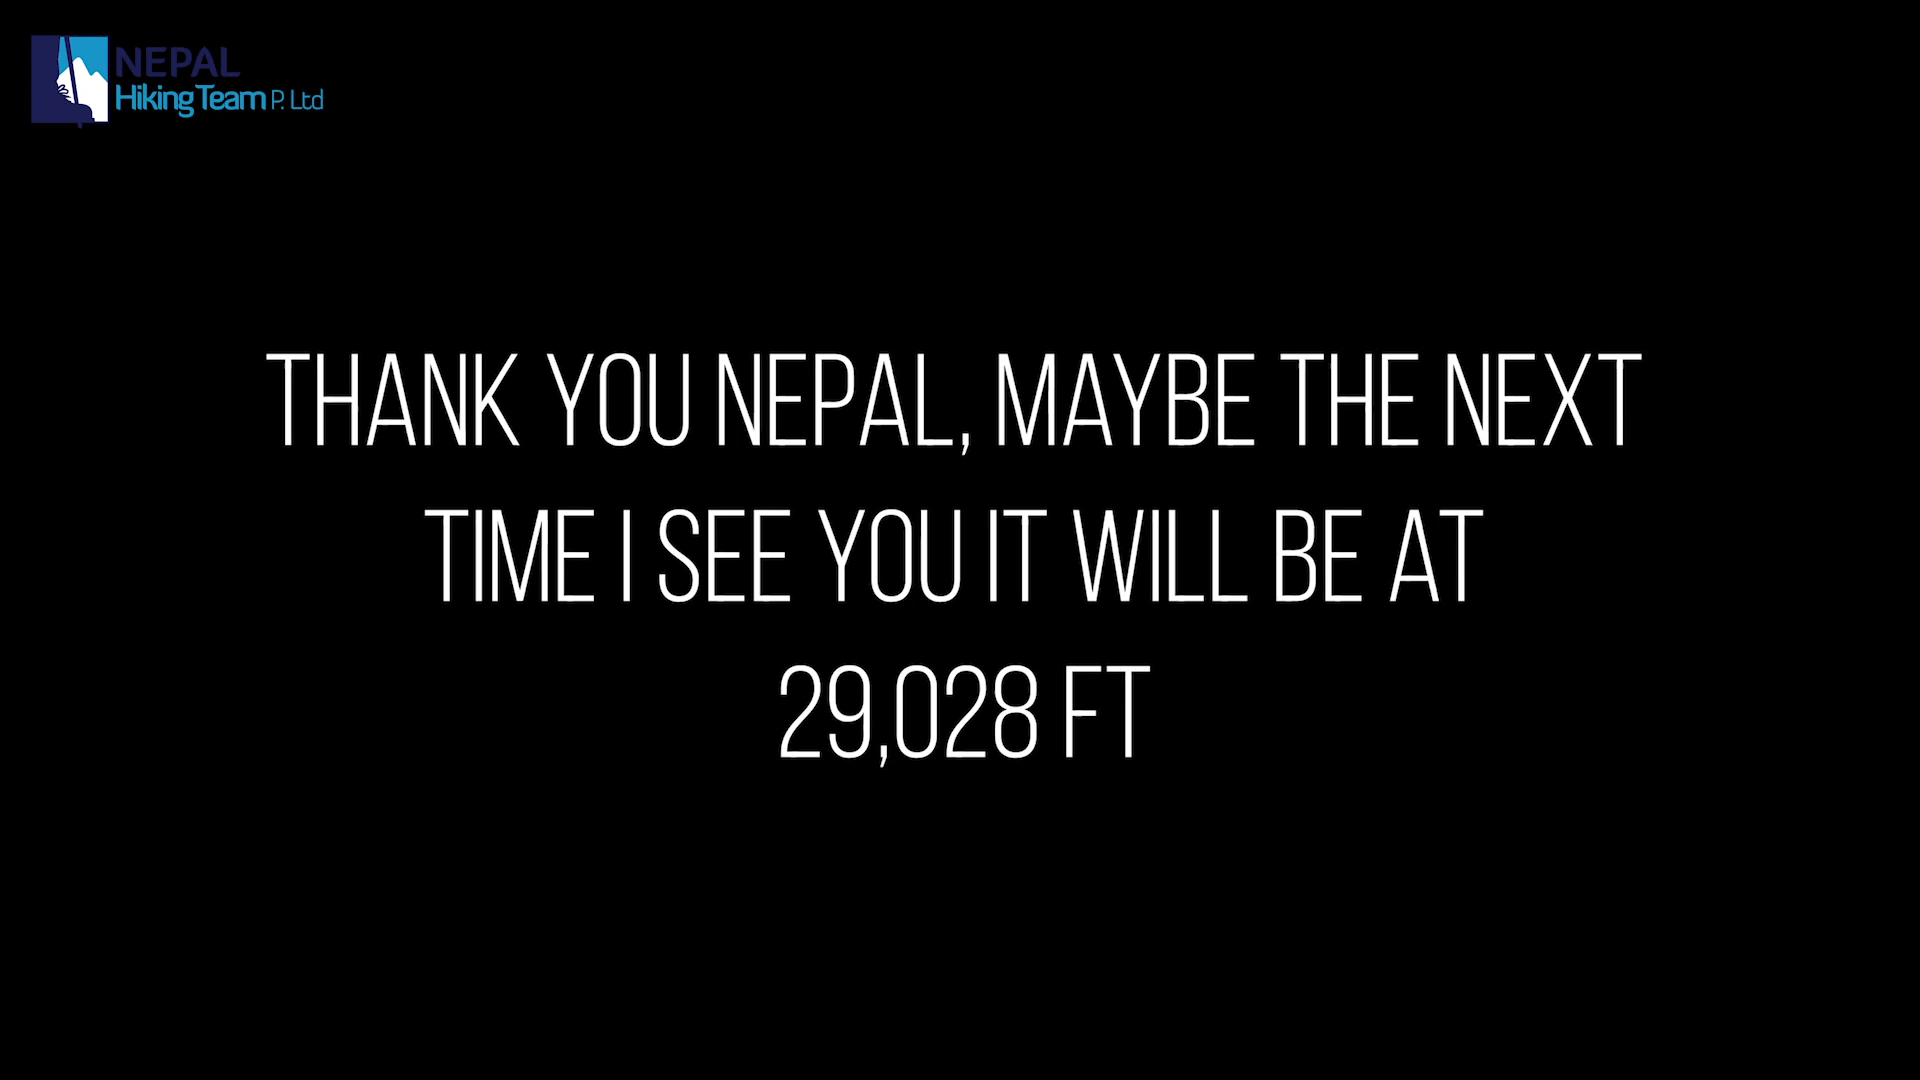 NEPAL
Hiking Team P. Ltd
THANK YOU NEPAL, MAYBE THE NEXT
TIME I SEE YOU IT WILL BE AT
29,028 FT